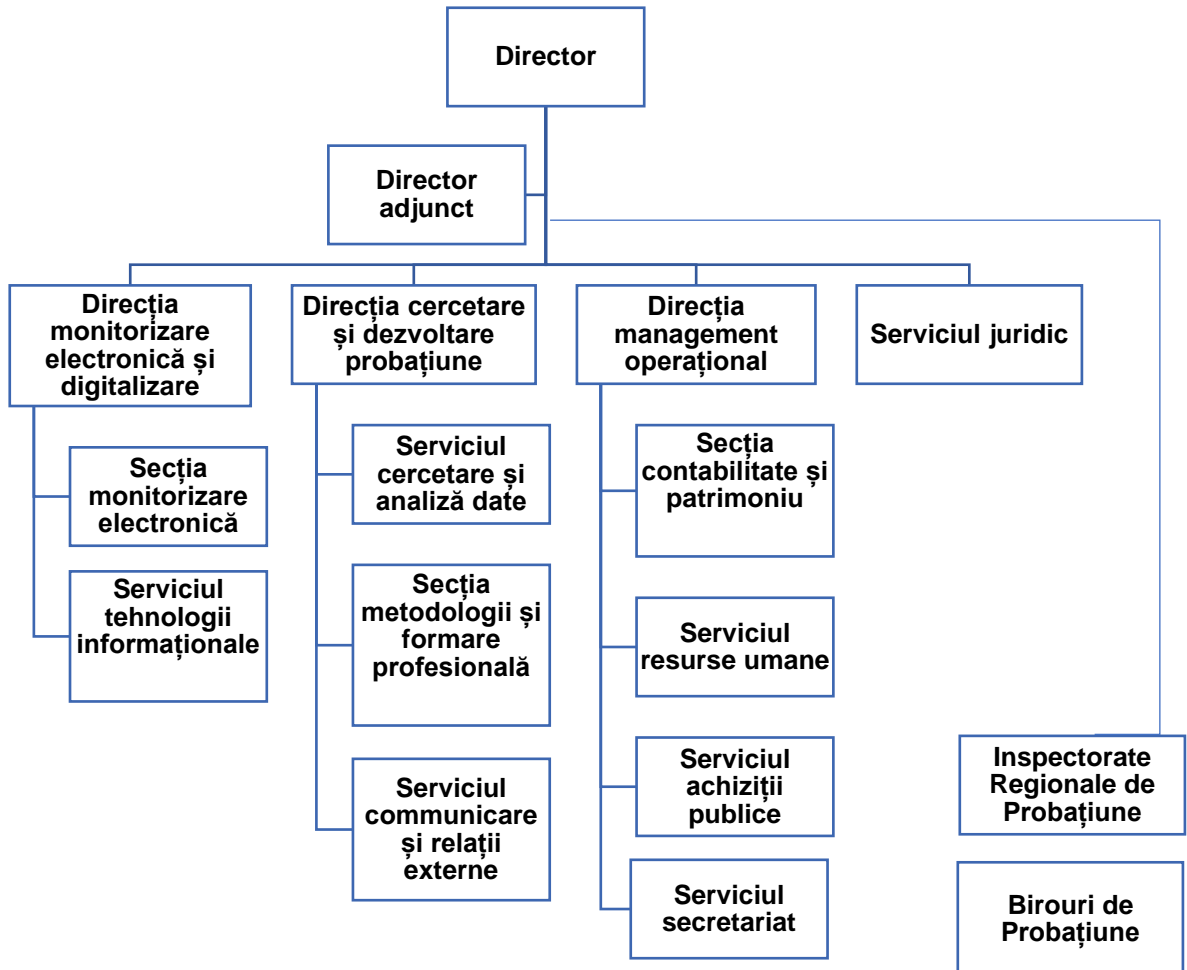 Director
Director
adjunct
Direcția
monitorizare
electronică și
digitalizare
Direcția cercetare
și dezvoltare
probațiune
Direcția
management
operațional
Serviciul juridic
Secția
monitorizare
electronică
Serviciul
tehnologii
informaționale
Serviciul
cercetare și
analiză date
Secția
metodologii și
formare
profesională
Serviciul
communicare
și relații
externe
Secția
contabilitate și
patrimoniu
Serviciul
resurse umane
Serviciul
achiziții
publice
Serviciul
secretariat
Inspectorate
Regionale de
Probațiune
Birouri de
Probațiune